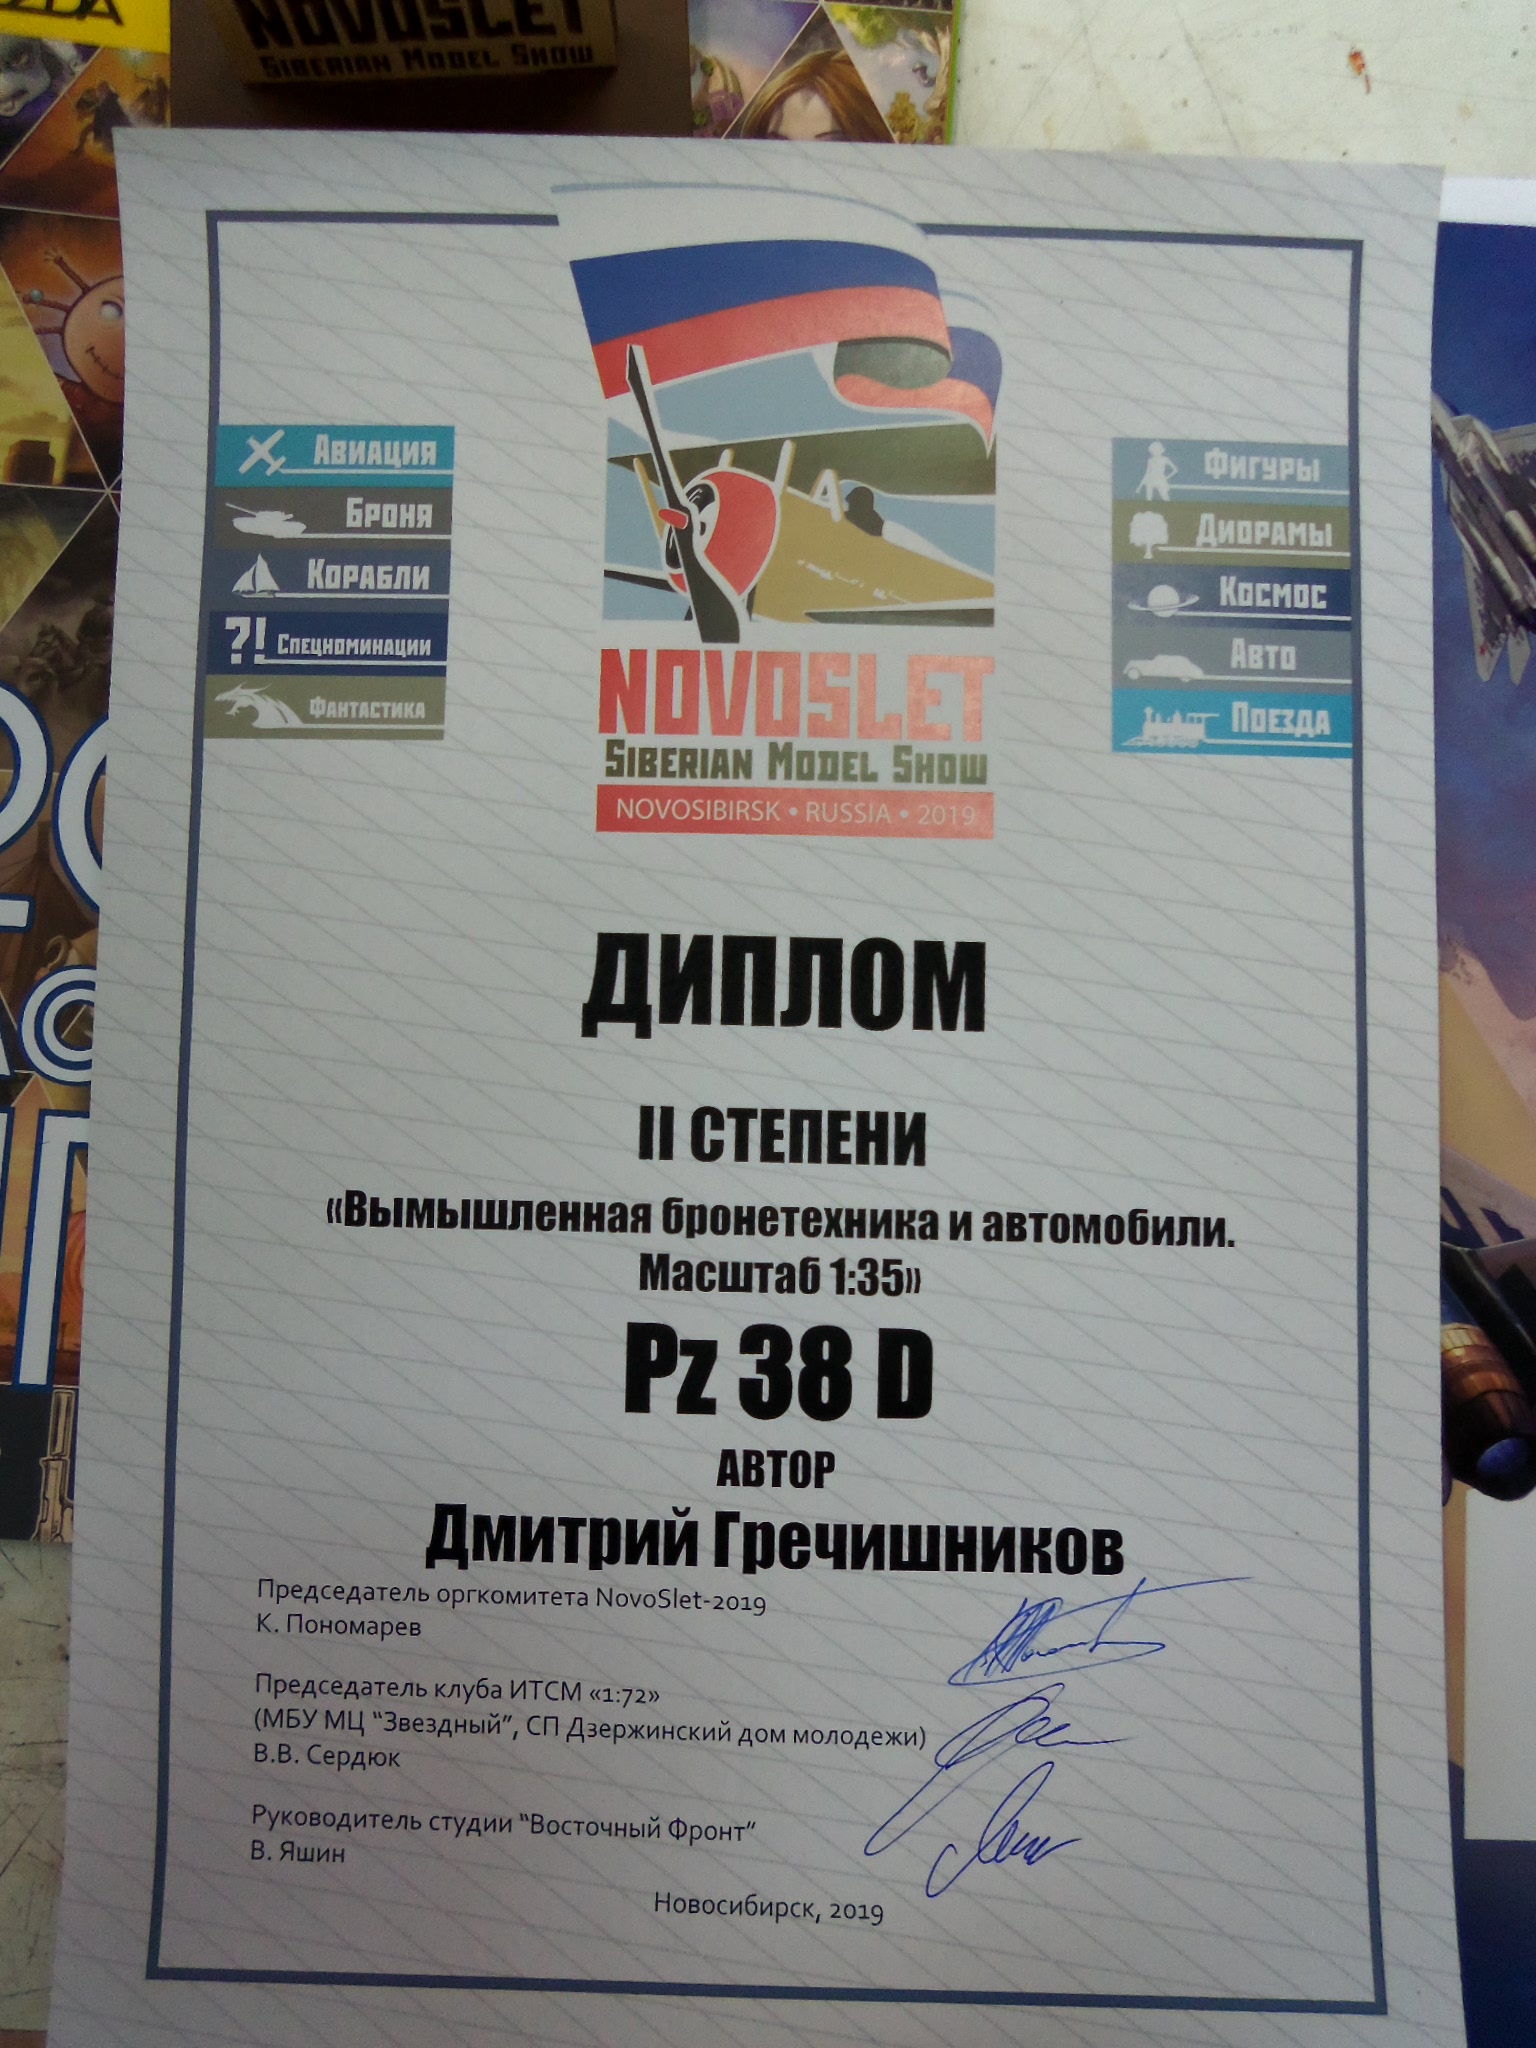 ZDA
NOVOSLET
SIBERIAN MODEL SHOW
АВИАЦИЯ
БРОНЯ
КОРАБЛИ
?! СПЕЦНОМИНАЦИИ
ФАНТАСТИКА
ФИГУРЫ
ДИОРАМЫ
КОСМОС
АВТО
ПОЕЗДА
NOVOSLET
SIBERIAN MODEL SHOW
NOVOSIBIRSK • RUSSIA • 2019
ДИПЛОМ
II СТЕПЕНИ
«Вымышленная бронетехника и автомобили.
Масштаб 1:35»
Pz 38 D
АВТОР
Дмитрий Гречишников
Председатель оргкомитета NovoSlet-2019
К. Пономарев
Председатель клуба ИТСМ «1:72»
(МБУ МЦ “Звездный”, СП Дзержинский дом молодежи)
В.В. Сердюк
Руководитель студии “Восточный Фронт”
В. Яшин
Новосибирск, 2019